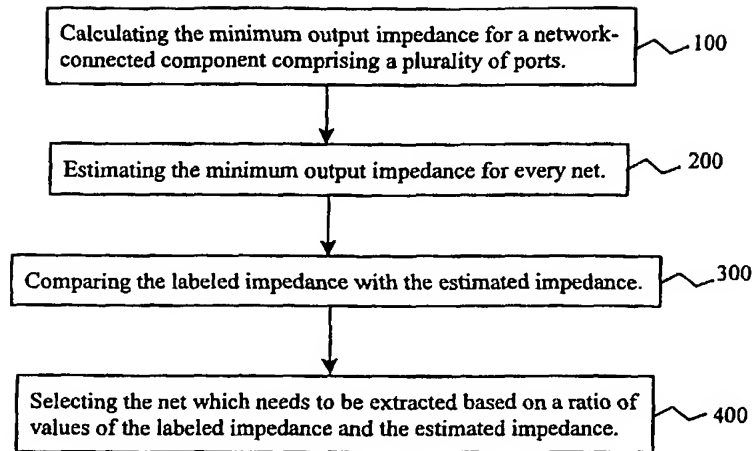 Calculating the minimum output impedance for a network-
connected component comprising a plurality of ports.
100
Estimating the minimum output impedance for every net.
200
Comparing the labeled impedance with the estimated impedance.
300
Selecting the net which needs to be extracted based on a ratio of
values of the labeled impedance and the estimated impedance.
400